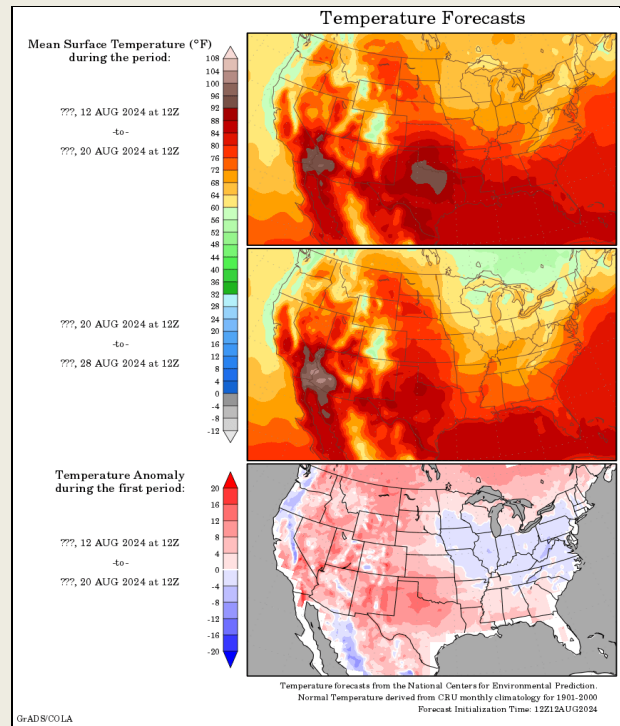 Temperature Forecasts
Mean Surface Temperature (°F)
during the period:
???, 12 AUG 2024 at 12Z
-to-
???, 20 AUG 2024 at 12Z
108
104
100
96
92
88
84
80
76
72
68
64
60
56
52
48
44
40
36
32
28
24
20
16
12
8
4
0
-4
-8
-12
???, 20 AUG 2024 at 12Z
-to-
???, 28 AUG 2024 at 12Z
Temperature Anomaly
during the first period:
???, 12 AUG 2024 at 12Z
-to-
???, 20 AUG 2024 at 12Z
20
16
12
8
4
0
-4
-8
-12
-16
-20
Temperature forecasts from the National Centers for Environmental Prediction.
Normal Temperature derived from CRU monthly climatology for 1901-2000
Forecast Initialization Time: 12Z12AUG2024
GrADS/COLA